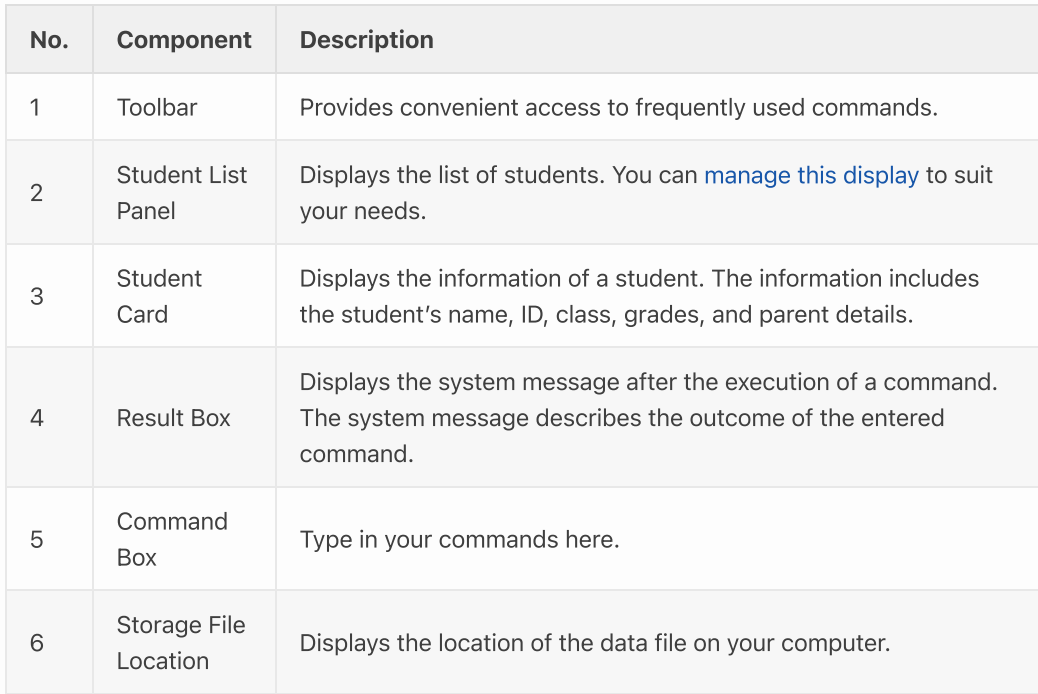 No. Component Description
1 Toolbar Provides convenient access to frequently used commands.
2 Student List Panel Displays the list of students. You can manage this display to suit
your needs.
3 Student Card Displays the information of a student. The information includes
the student’s name, ID, class, grades, and parent details.
4 Result Box Displays the system message after the execution of a command.
The system message describes the outcome of the entered
command.
5 Command Box Type in your commands here.
6 Storage File Location Displays the location of the data file on your computer.